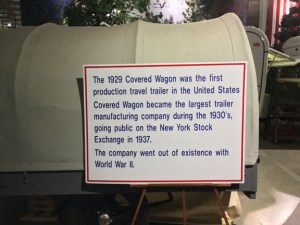 The 1929 Covered Wagon was the first
production travel trailer in the United States
Covered Wagon became the largest trailer
manufacturing company during the 1930's,
going public on the New York Stock
Exchange in 1937.
The company went out of existence with
World War II.